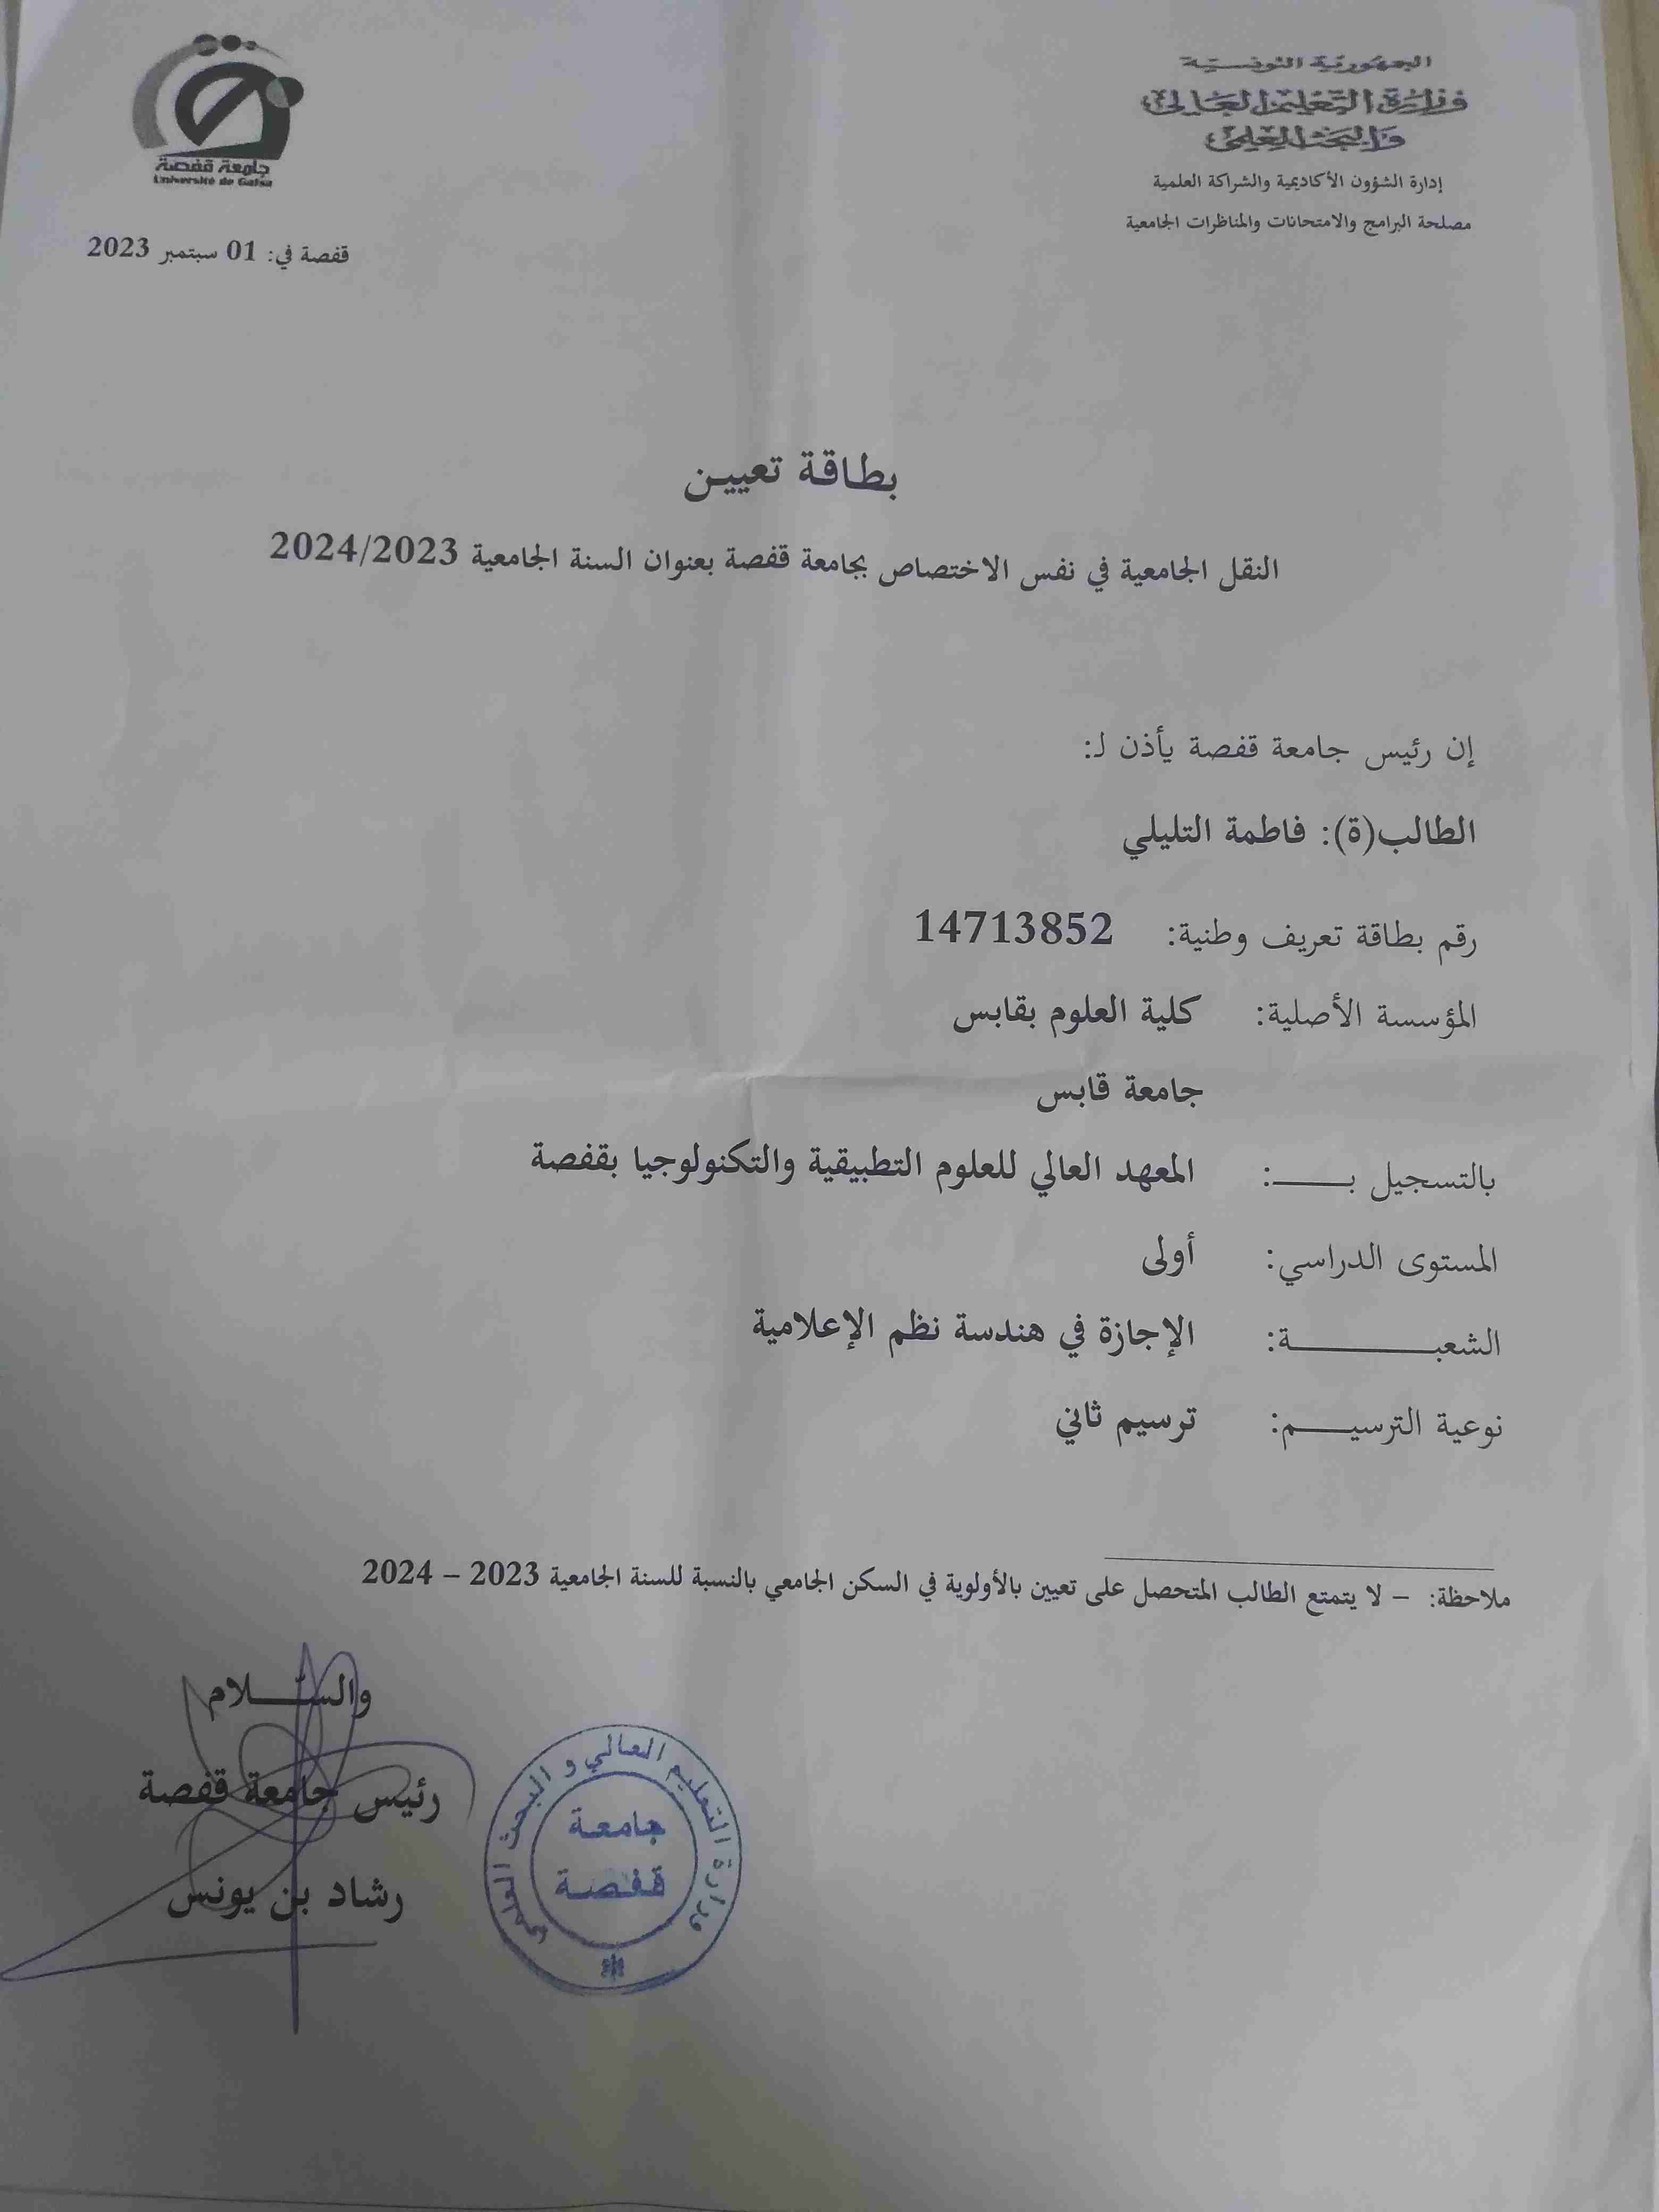 الجمهورية التونسية
وزارة التعليم العالي
والبحث العلمي
إدارة الشؤون الأكاديمية والشراكة العلمية
مصلحة البرامج والامتحانات والمناظرات الجامعية
جامعة قفصة
Université de Gafsa
قفصة في: 01 سبتمبر 2023
بطاقة تعيين
النقل الجامعية في نفس الاختصاص بجامعة قفصة بعنوان السنة الجامعية 2024/2023
إن رئيس جامعة قفصة يأذن لـ:
الطالب(ة): فاطمة التليلي
رقم بطاقة تعريف وطنية: 14713852
المؤسسة الأصلية: كلية العلوم بقابس
جامعة قابس
بالتسجيل بـــــ: المعهد العالي للعلوم التطبيقية والتكنولوجيا بقفصة
المستوى الدراسي: أولى
الشعبـــــــــة: الإجازة في هندسة نظم الإعلامية
نوعية الترسيـــــم: ترسيم ثاني
ملاحظة: – لا يتمتع الطالب المتحصل على تعيين بالأولوية في السكن الجامعي بالنسبة للسنة الجامعية 2023 – 2024
والسّـــــلام
رئيس جامعة قفصة
رشاد بن يونس
وزارة التعليم العالي و البحث العلمي
جامعة
قفصة